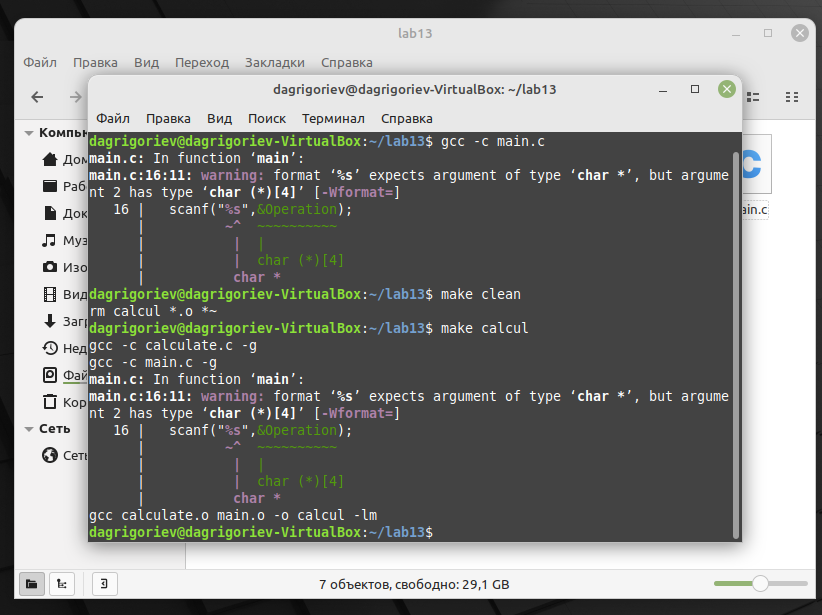 lab13
Файл Правка Вид Переход Закладки Справка
dagrigoriev@dagrigoriev-VirtualBox: ~/lab13
Файл Правка Вид Поиск Терминал Справка
dagrigoriev@dagrigoriev-VirtualBox:~/lab13$ gcc -c main.c
main.c: In function ‘main’:
main.c:16:11: warning: format ‘%s’ expects argument of type ‘char *’, but argume
nt 2 has type ‘char (*)[4]’ [-Wformat=]
16 | scanf("%s",&Operation);
| ~^ ~~~~~~~~~~
| | |
| | char (*)[4]
| char *
dagrigoriev@dagrigoriev-VirtualBox:~/lab13$ make clean
rm calcul *.o *~
dagrigoriev@dagrigoriev-VirtualBox:~/lab13$ make calcul
gcc -c calculate.c -g
gcc -c main.c -g
main.c: In function ‘main’:
main.c:16:11: warning: format ‘%s’ expects argument of type ‘char *’, but argume
nt 2 has type ‘char (*)[4]’ [-Wformat=]
16 | scanf("%s",&Operation);
| ~^ ~~~~~~~~~~
| | |
| | char (*)[4]
| char *
gcc calculate.o main.o -o calcul -lm
dagrigoriev@dagrigoriev-VirtualBox:~/lab13$
Компь
Дом
Раб
Док
Муз
Изо
Вид
Загр
Нед
Фай
Кор
Сеть
Сеть
C
ain.c
7 объектов, свободно: 29,1 GB